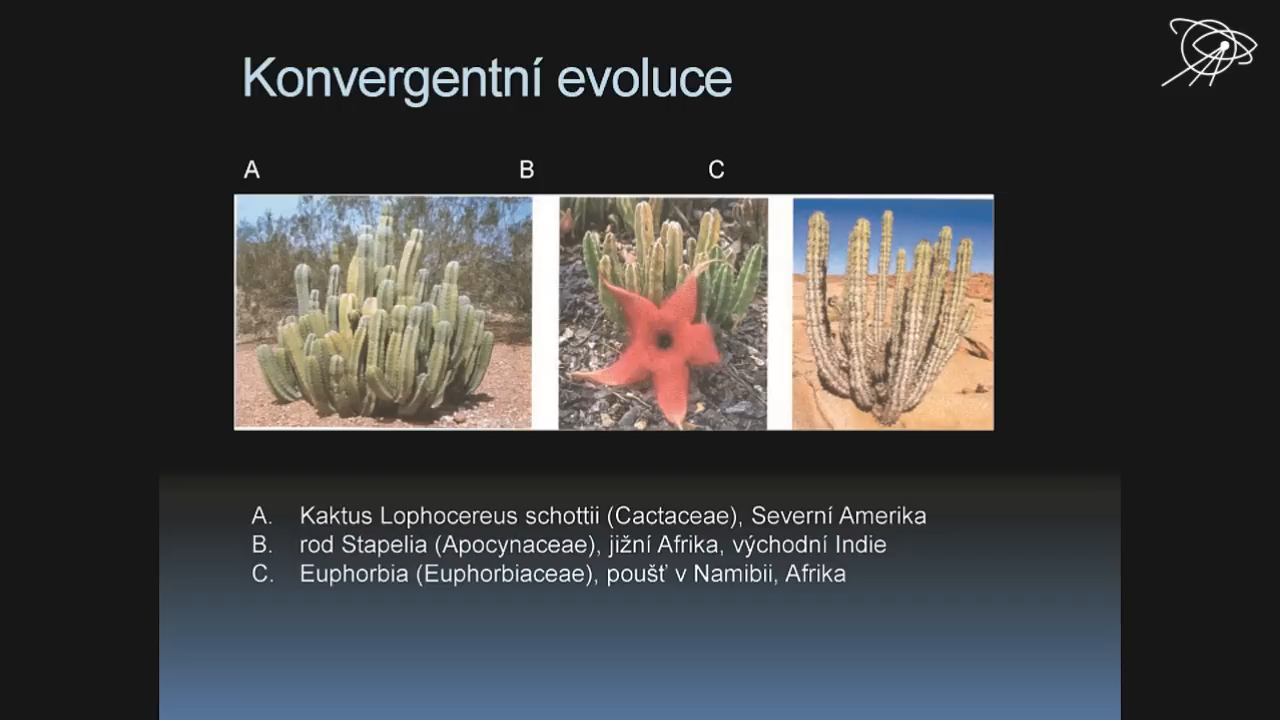 Konvergentní evoluce
A B C
A. Kaktus Lophocereus schottii (Cactaceae), Severní Amerika
B. rod Stapelia (Apocynaceae), jižní Afrika, východní Indie
C. Euphorbia (Euphorbiaceae), poušť v Namibii, Afrika